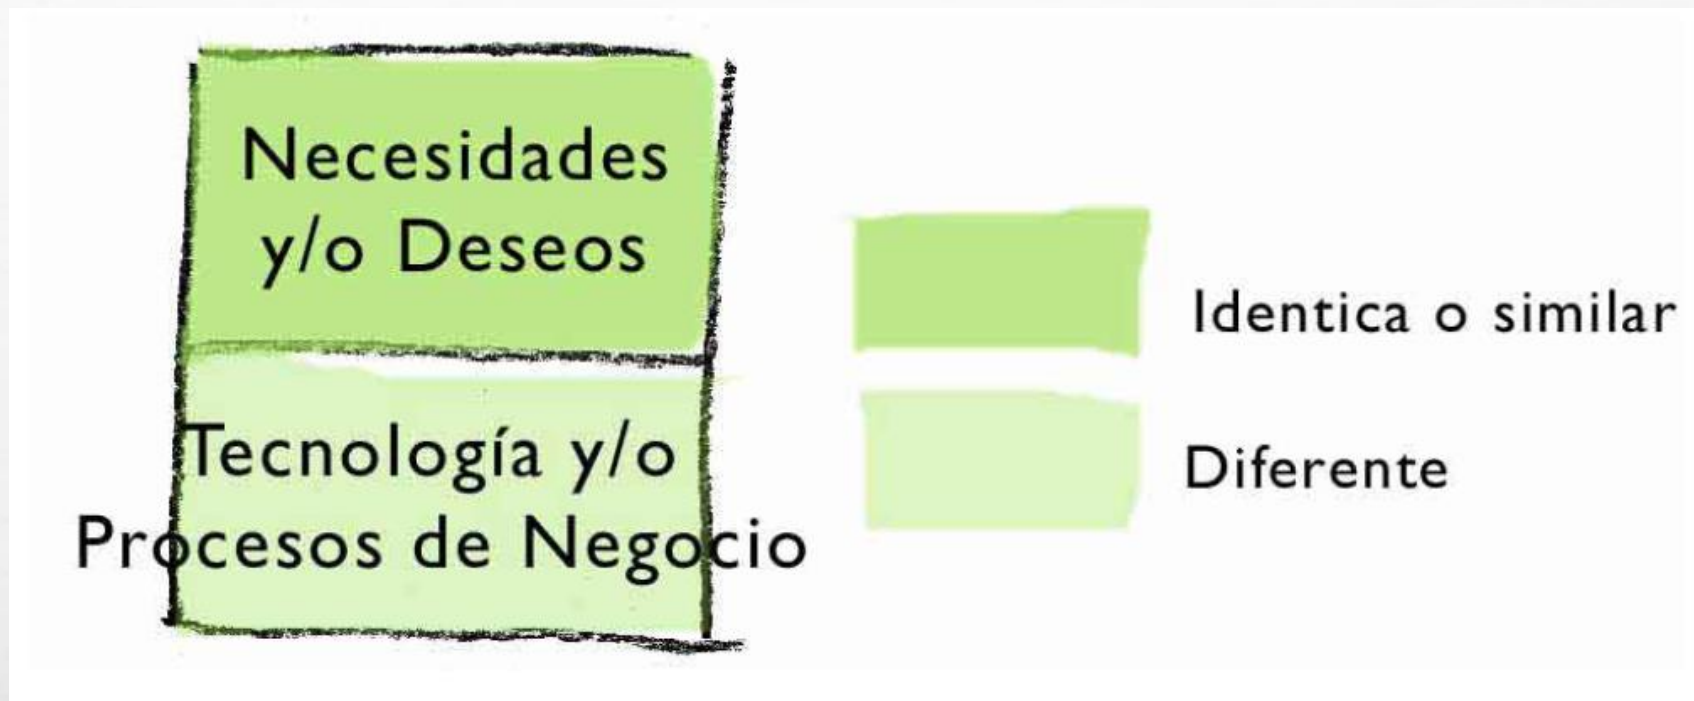 Necesidades
y/o Deseos
Tecnología y/o
Procesos de Negocio
Identica o similar
Diferente